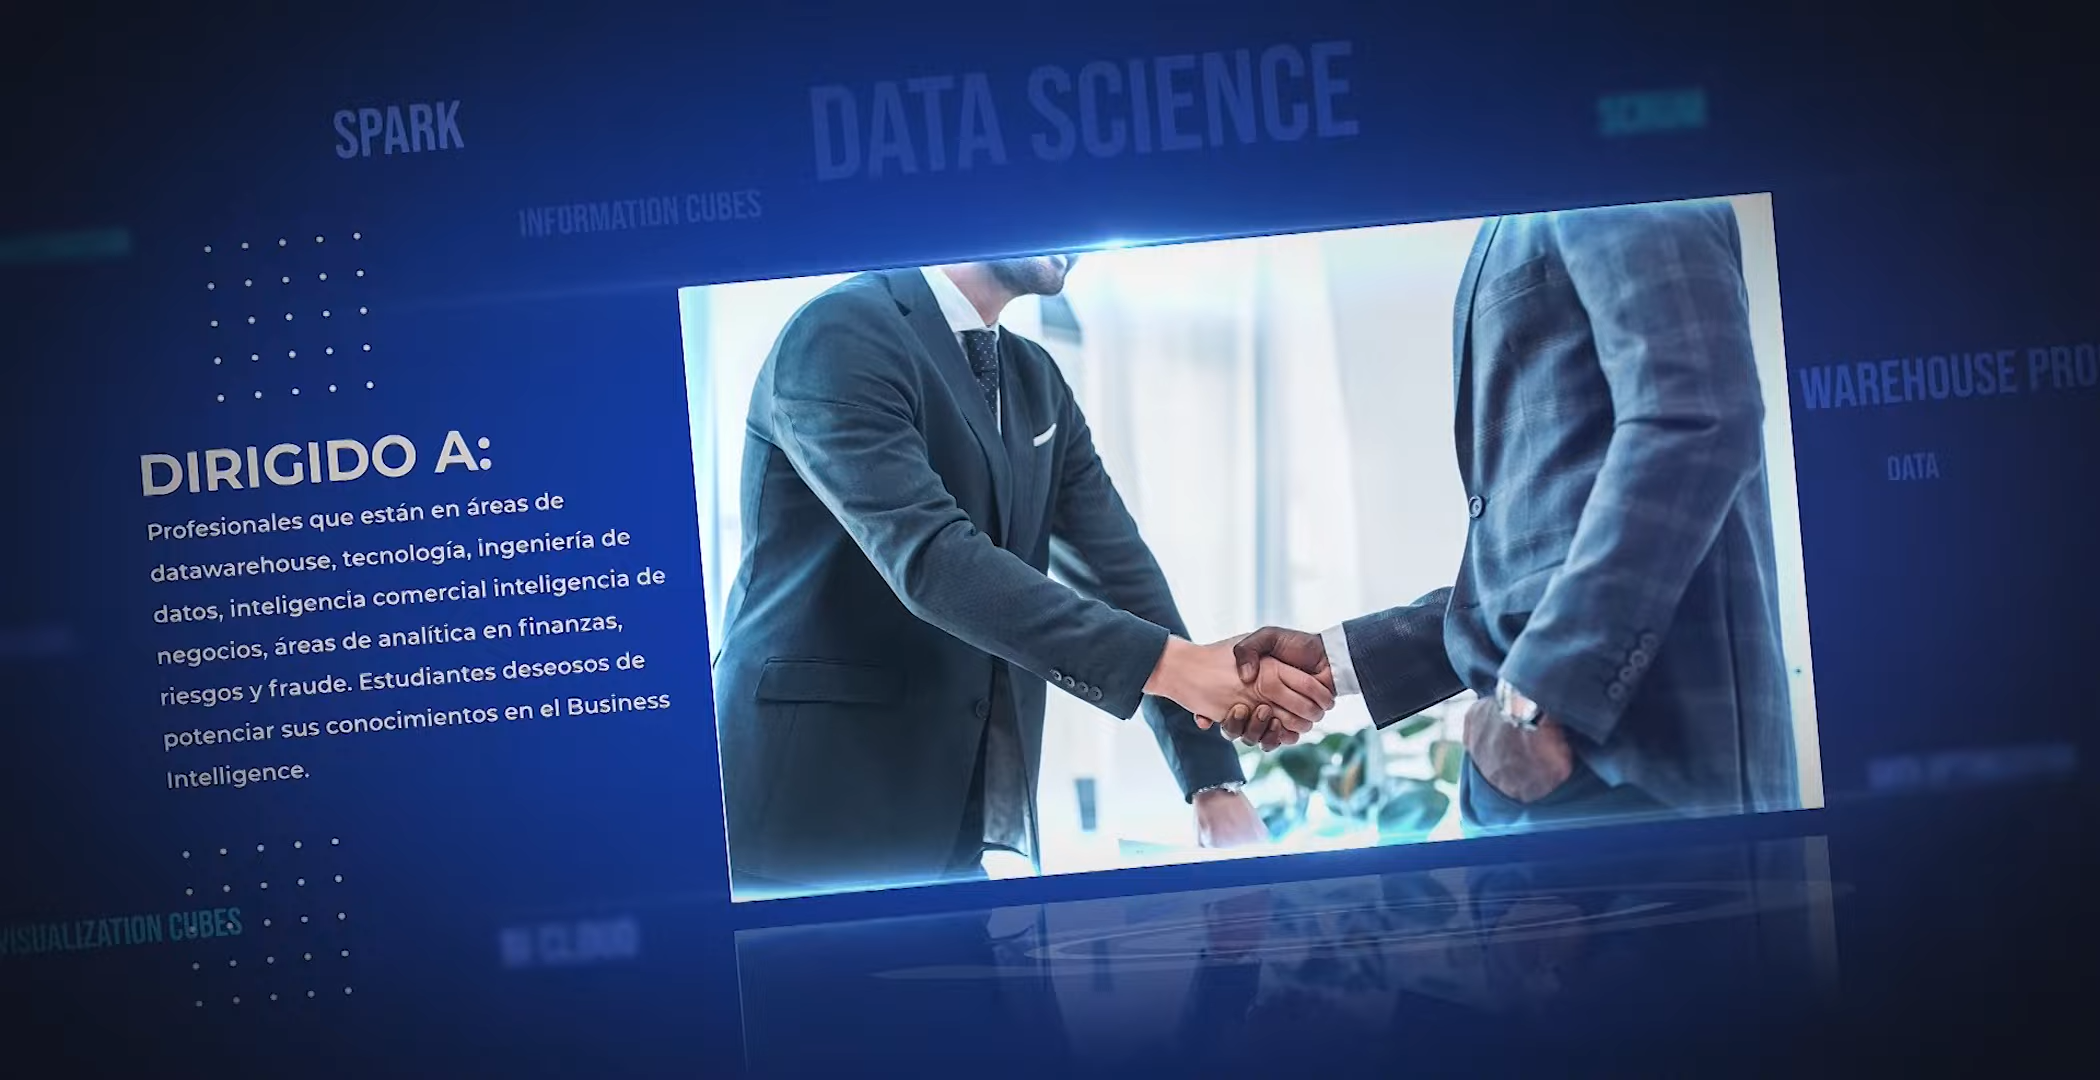 SPARK
DATA SCIENCE
SCRUM
INFORMATION CUBES
WAREHOUSE PRO
DATA
DIRIGIDO A:
Profesionales que están en áreas de
datawarehouse, tecnología, ingeniería de
datos, inteligencia comercial inteligencia de
negocios, áreas de analítica en finanzas,
riesgos y fraude. Estudiantes deseosos de
potenciar sus conocimientos en el Business
Intelligence.
VISUALIZATION CUBES
BI CLOUD